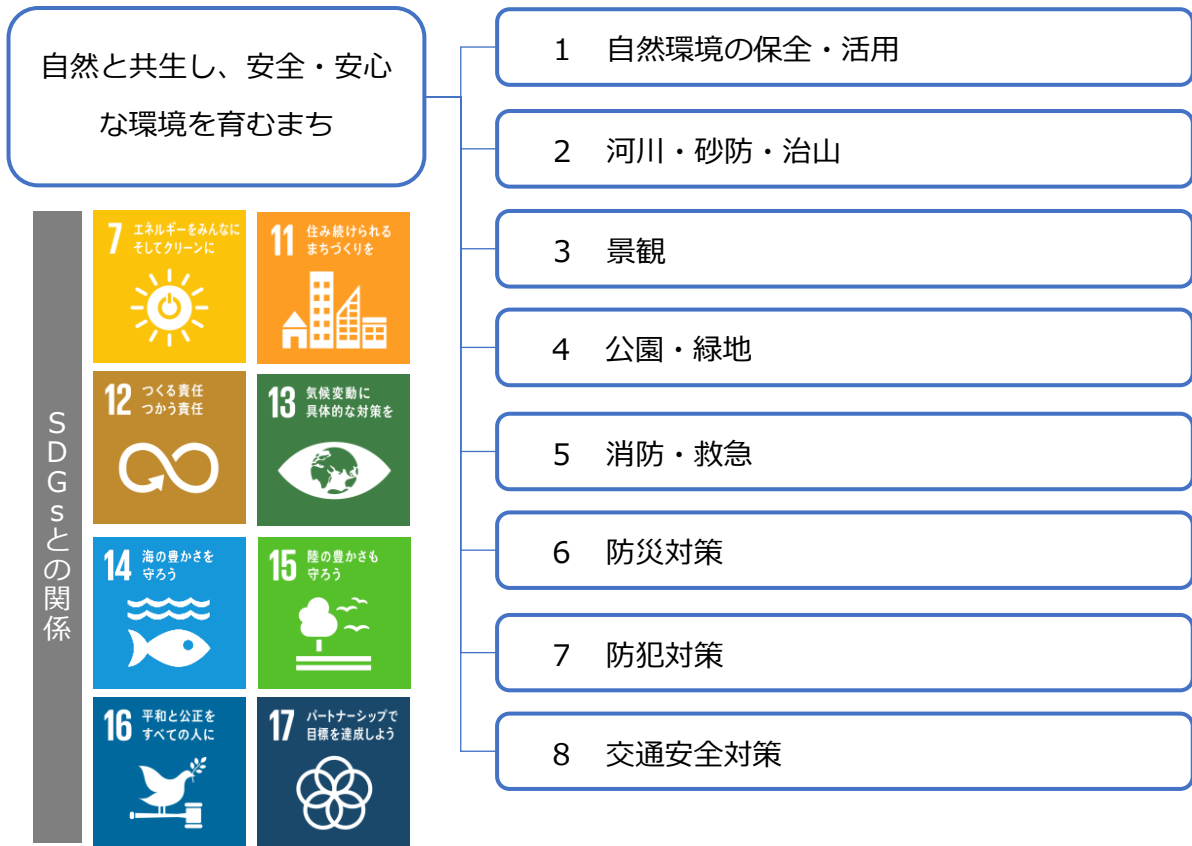 自然と共生し、安全・安心
な環境を育むまち
SDGsとの関係
7 エネルギーをみんなに
そしてクリーンに
11 住み続けられる
まちづくりを
12 つくる責任
つかう責任
13 気候変動に
具体的な対策を
14 海の豊かさを
守ろう
15 陸の豊かさも
守ろう
16 平和と公正を
すべての人に
17 パートナーシップで
目標を達成しよう
1 自然環境の保全・活用
2 河川・砂防・治山
3 景観
4 公園・緑地
5 消防・救急
6 防災対策
7 防犯対策
8 交通安全対策